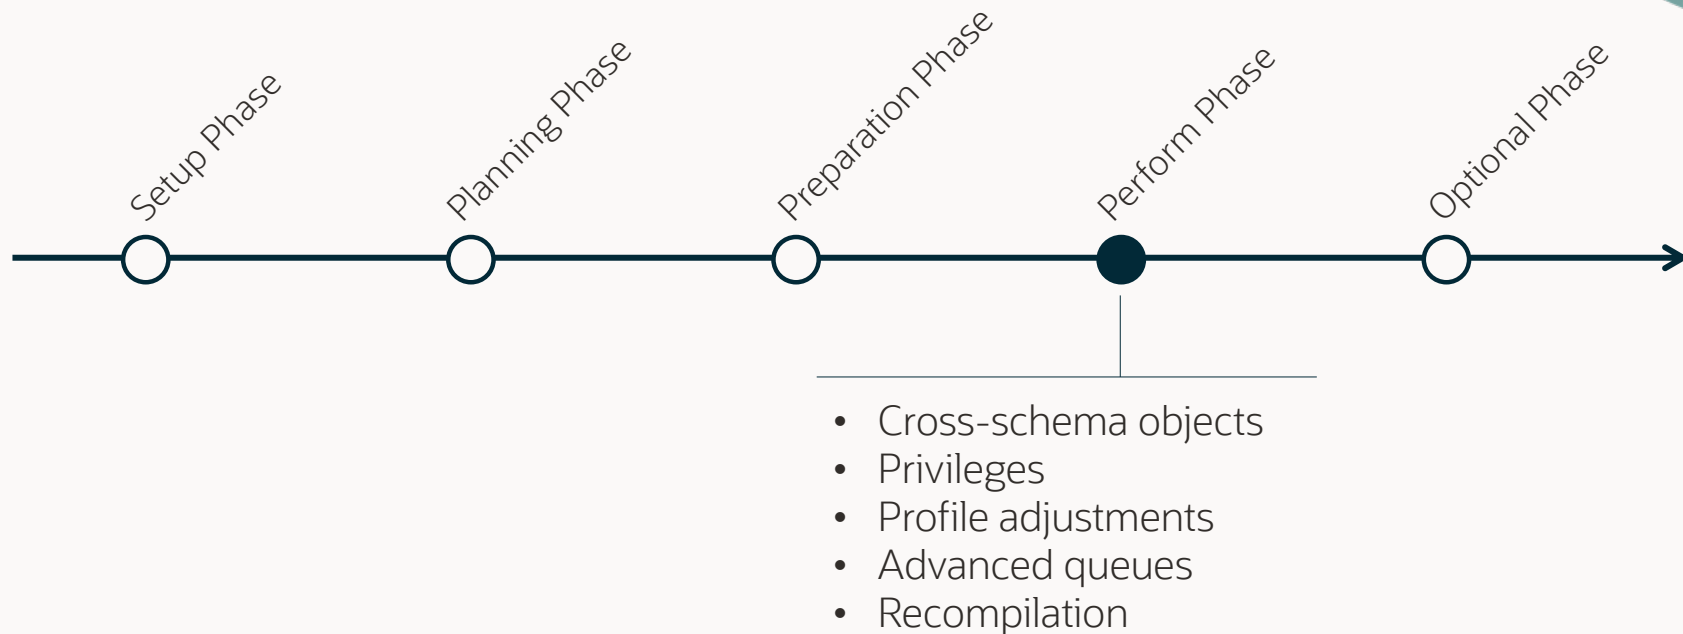 Setup Phase
Planning Phase
Preparation Phase
Perform Phase
Optional Phase
• Cross-schema objects
• Privileges
• Profile adjustments
• Advanced queues
• Recompilation